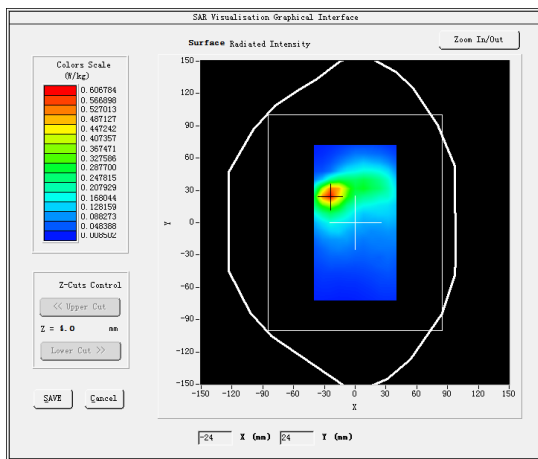 SAR Visualisation Graphical Interface
Surface Radiated Intensity
Zoom In/Out
Colors Scale
(W/kg)
0.606784
0.566898
0.527013
0.487127
0.447242
0.407357
0.367471
0.327586
0.287700
0.247815
0.207929
0.168044
0.128159
0.088273
0.048388
0.008502
Z-Cuts Control
<< Upper Cut
Z = 4.0 mm
Lower Cut >>
SAVE Cancel
150
120
90
60
30
0
-30
-60
-90
-120
-150
Y
-150 -120 -90 -60 -30 0 30 60 90 120 150
X
-24 X (mm) 24 Y (mm)